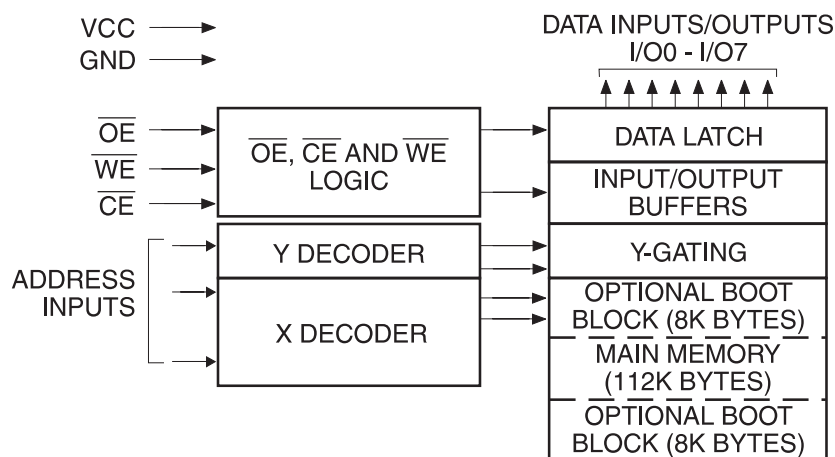 VCC
GND
DATA INPUTS/OUTPUTS
I/O0 - I/O7
OE
WE
CE
OE, CE AND WE
LOGIC
DATA LATCH
INPUT/OUTPUT
BUFFERS
ADDRESS
INPUTS
Y DECODER
Y-GATING
X DECODER
OPTIONAL BOOT
BLOCK (8K BYTES)
MAIN MEMORY
(112K BYTES)
OPTIONAL BOOT
BLOCK (8K BYTES)